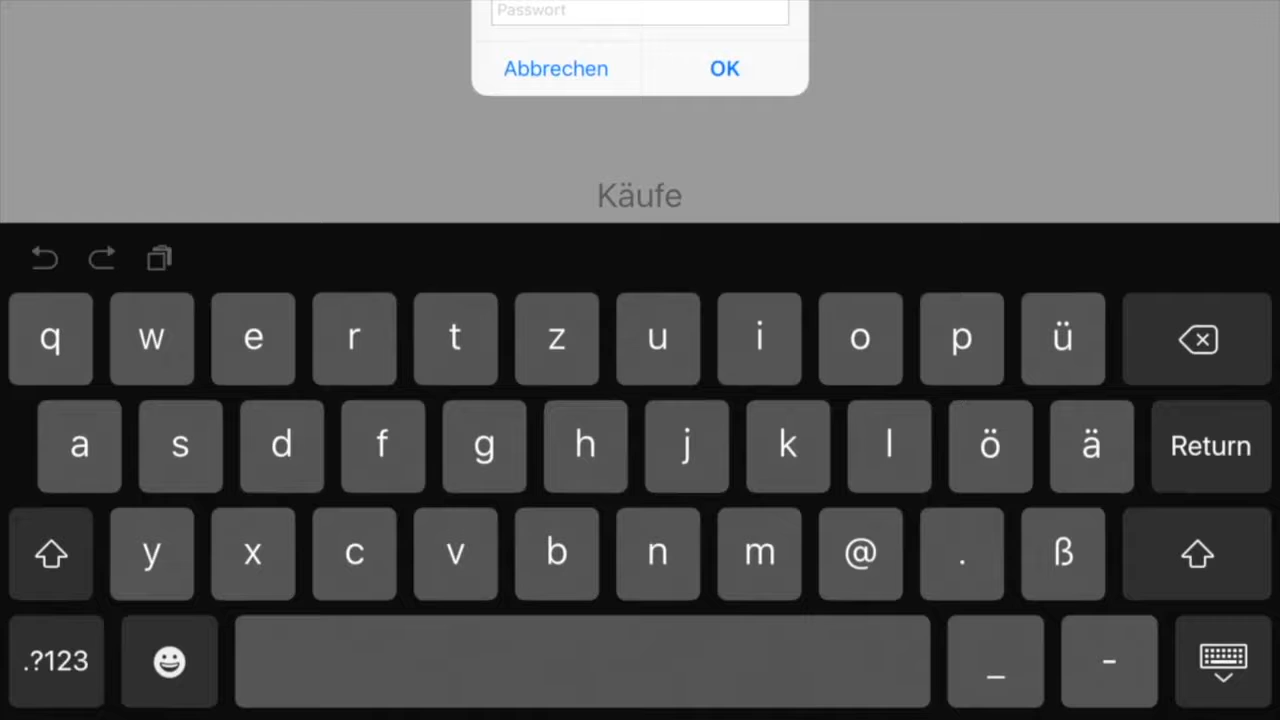 Passwort
Abbrechen OK
Käufe
q w e r t z u i o p ü
a s d f g h j k l ö ä Return
y x c v b n m @ . ß
.?123 _ -